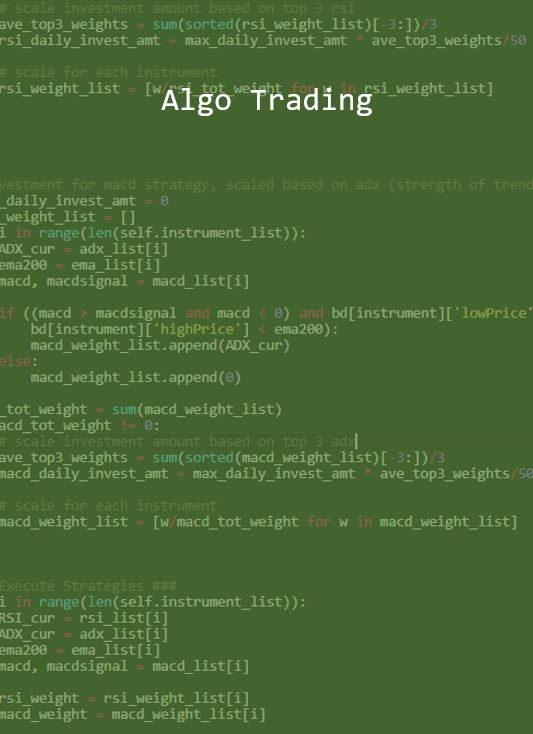 # scale investment amount based on top 3 rsi
ave_top3_weights = sum(sorted(rsi_weight_list)[-3:])/3
rsi_daily_invest_amt = max_daily_invest_amt * ave_top3_weights/50
# scale for each instrument
rsi_weight_list = [w/rsi_tot_weight for w in rsi_weight_list]
Algo Trading
vestment for macd strategy, scaled based on adx (strength of trend
_daily_invest_amt = 0
_weight_list = []
i in range(len(self.instrument_list)):
ADX_cur = adx_list[i]
ema200 = ema_list[i]
macd, macdsignal = macd_list[i]
if ((macd > macdsignal and macd < 0) and bd[instrument]['lowPrice'
bd[instrument]['highPrice'] < ema200):
macd_weight_list.append(ADX_cur)
else:
macd_weight_list.append(0)
_tot_weight = sum(macd_weight_list)
acd_tot_weight != 0:
# scale investment amount based on top 3 adx
ave_top3_weights = sum(sorted(macd_weight_list)[-3:])/3
macd_daily_invest_amt = max_daily_invest_amt * ave_top3_weights/50
# scale for each instrument
macd_weight_list = [w/macd_tot_weight for w in macd_weight_list]
Execute Strategies ###
i in range(len(self.instrument_list)):
RSI_cur = rsi_list[i]
ADX_cur = adx_list[i]
ema200 = ema_list[i]
macd, macdsignal = macd_list[i]
rsi_weight = rsi_weight_list[i]
macd_weight = macd_weight_list[i]